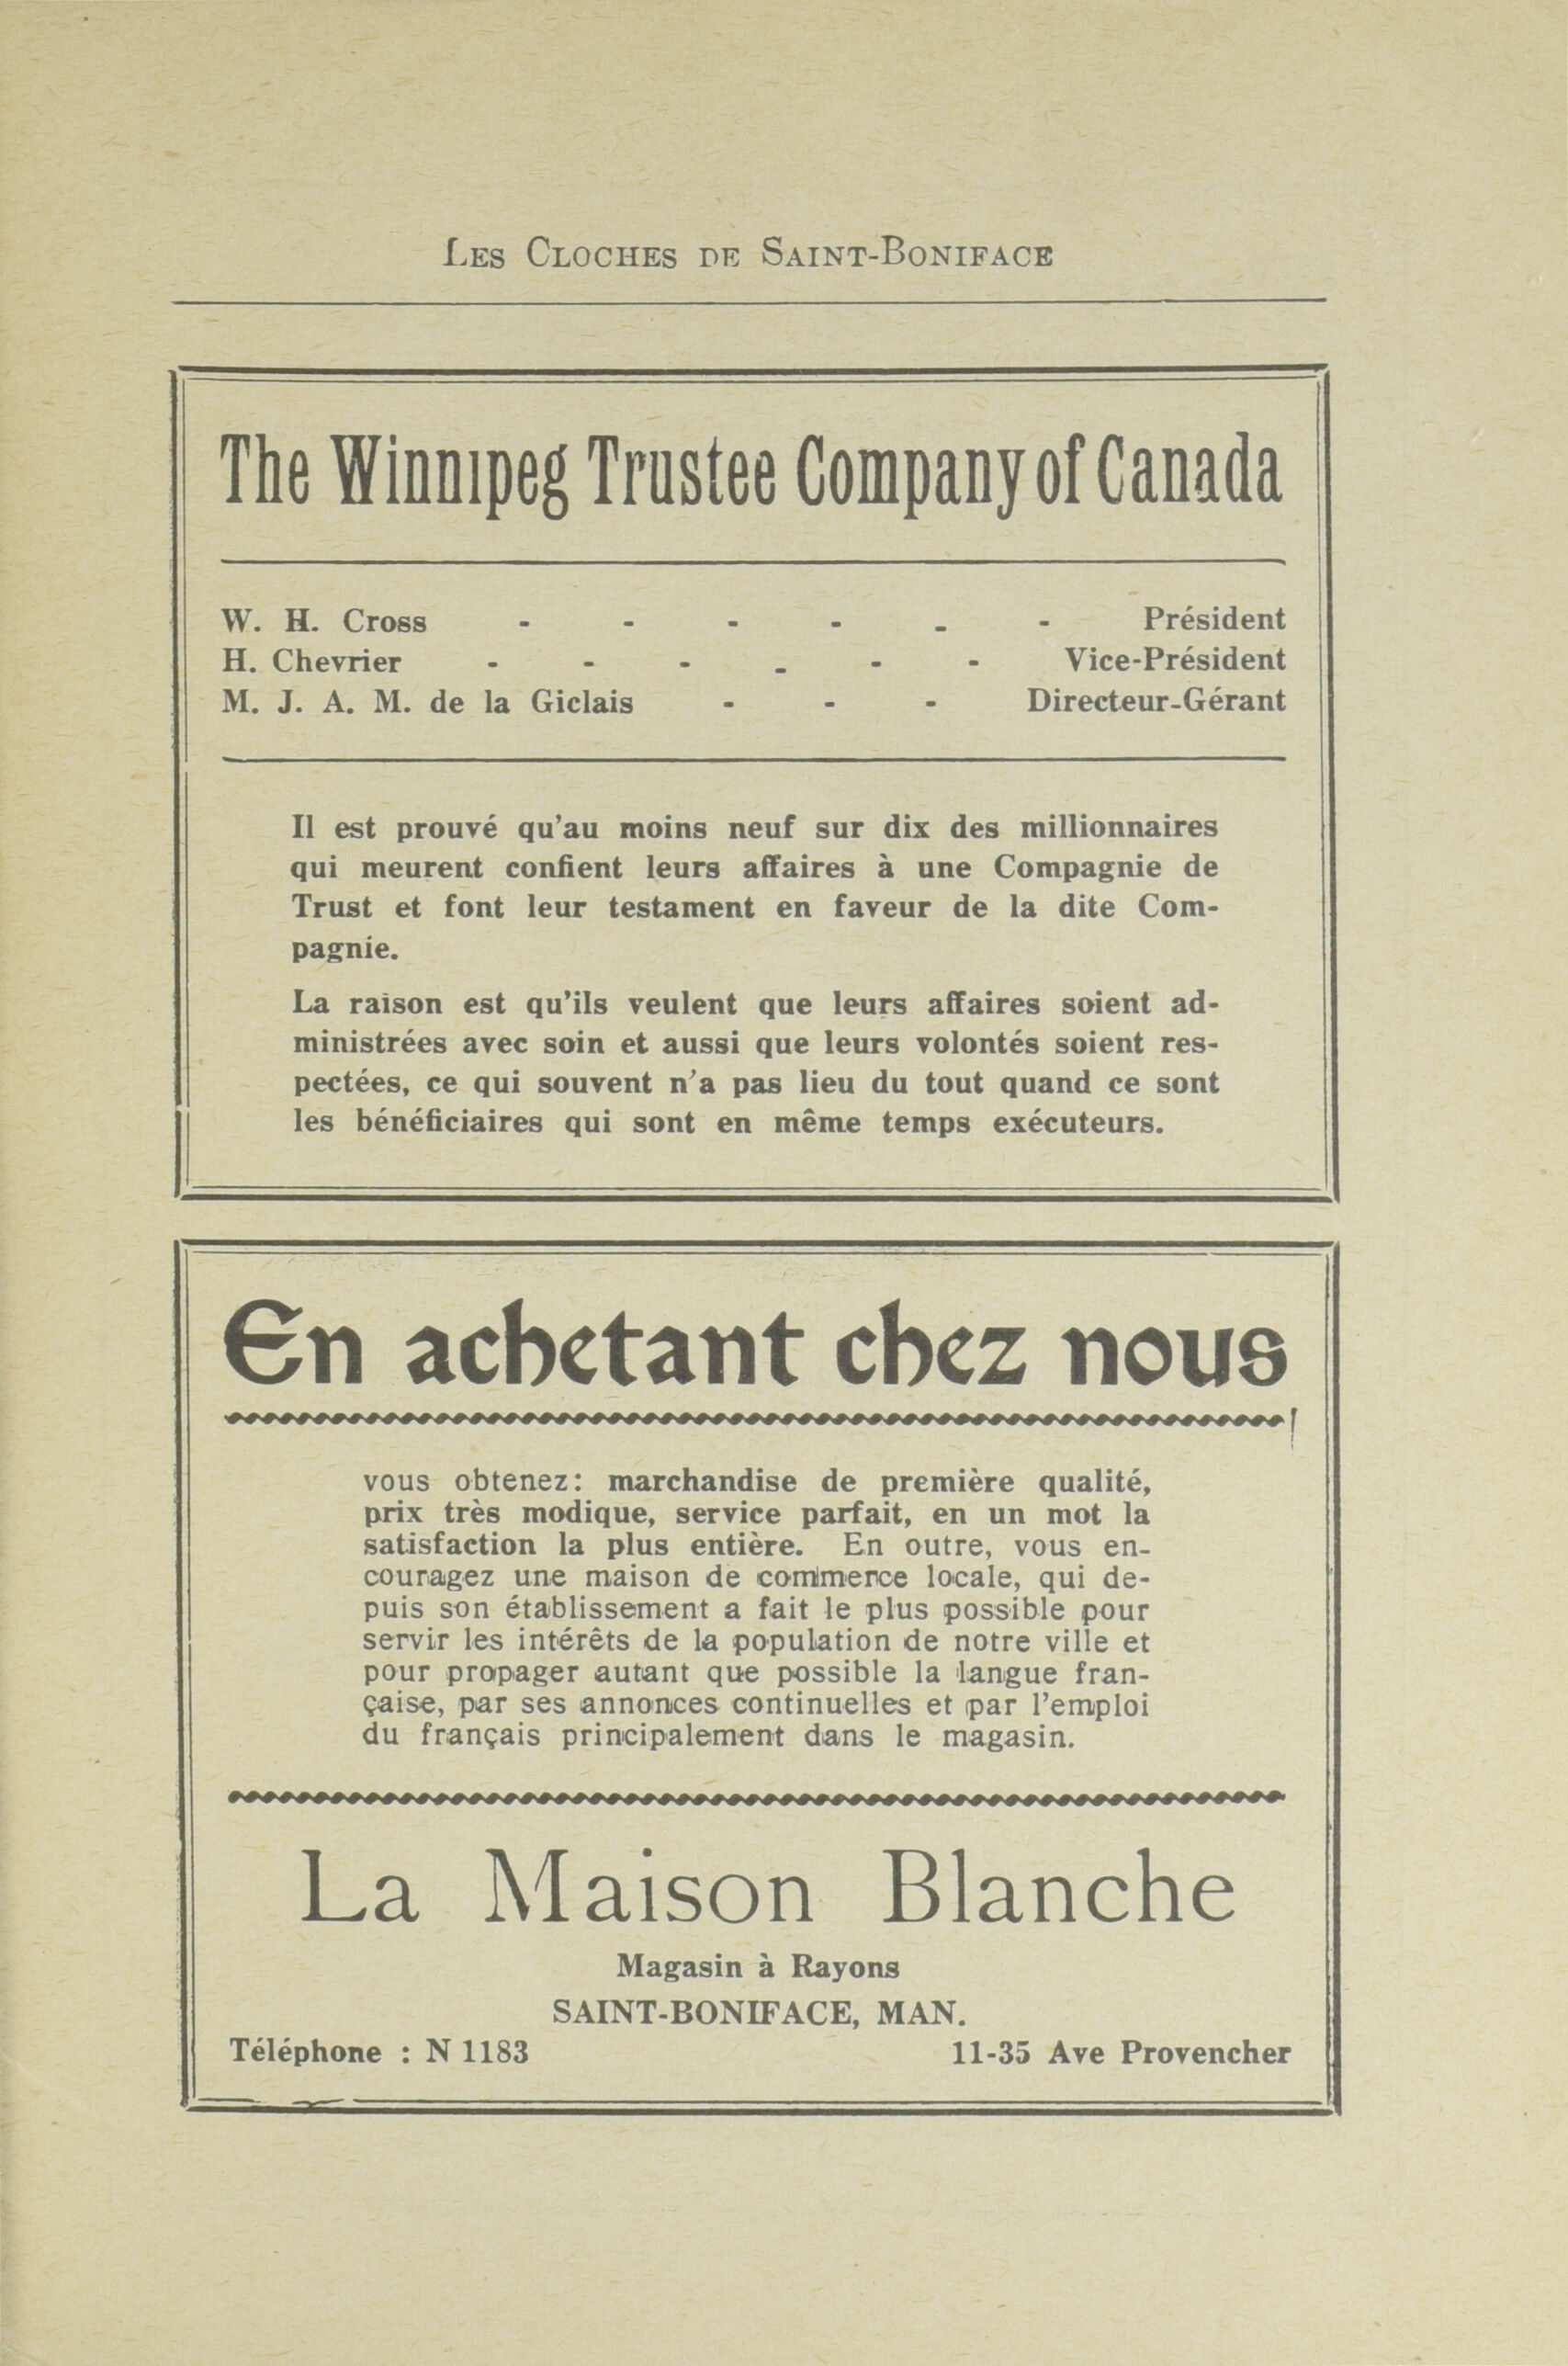 Les Cloches de Saint-Boniface
The Winnipeg Trustee Company of Canada
W. H. Cross - - - - - - Président
H. Chevrier - - - - - - Vice-Président
M. J. A. M. de la Giclais - - - Directeur-Gérant
Il est prouvé qu'au moins neuf sur dix des millionnaires
qui meurent confient leurs affaires à une Compagnie de
Trust et font leur testament en faveur de la dite Com-
pagnie.
La raison est qu'ils veulent que leurs affaires soient ad-
ministrées avec soin et aussi que leurs volontés soient res-
pectées, ce qui souvent n'a pas lieu du tout quand ce sont
les bénéficiaires qui sont en même temps exécuteurs.
En achetant chez nous
vous obtenez: marchandise de première qualité,
prix très modique, service parfait, en un mot la
satisfaction la plus entière. En outre, vous en-
couragez une maison de commerce locale, qui de-
puis son établissement a fait le plus possible pour
servir les intérêts de la population de notre ville et
pour propager autant que possible la langue fran-
çaise, par ses annonces continuelles et par l'emploi
du français principalement dans le magasin.
La Maison Blanche
Magasin à Rayons
SAINT-BONIFACE, MAN.
Téléphone : N 1183 11-35 Ave Provencher